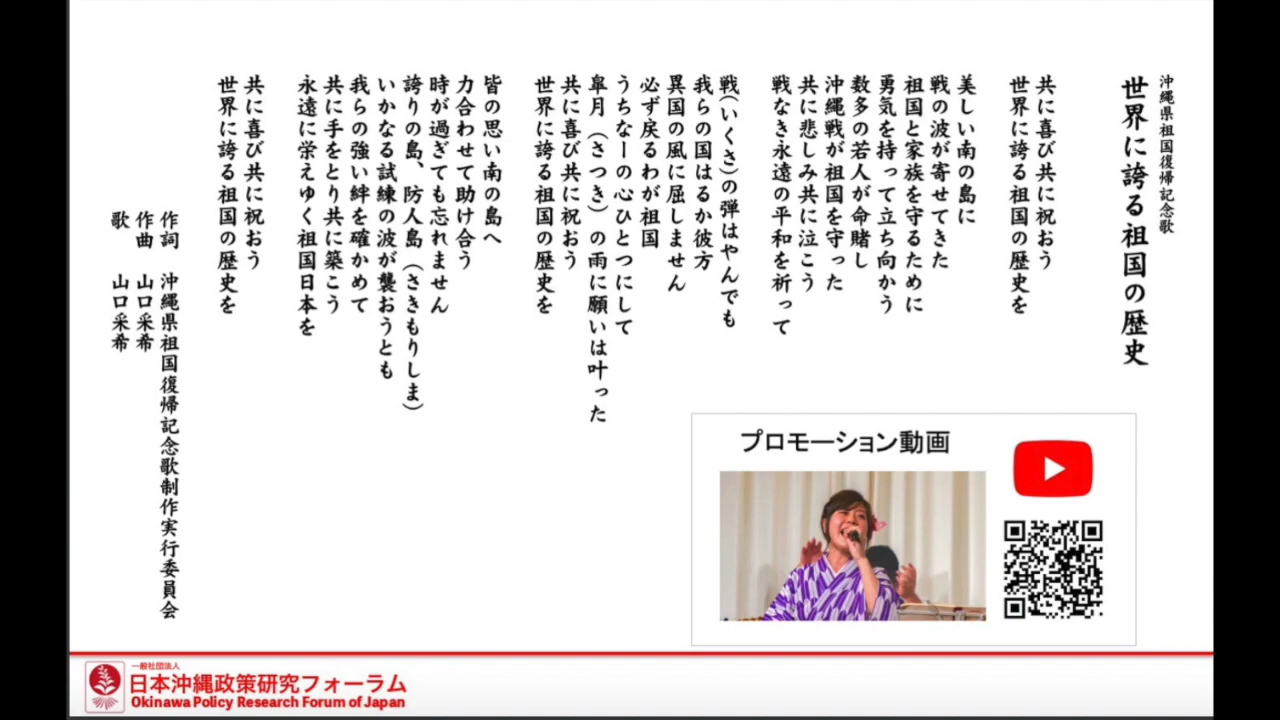 沖縄県祖国復帰記念歌
世界に誇る祖国の歴史
共に喜び共に祝おう
世界に誇る祖国の歴史を
美しい南の島に
戦の波が寄せてきた
祖国と家族を守るために
勇気を持って立ち向かう
数多の若人が命賭し
沖縄戦が祖国を守った
共に悲しみ共に泣こう
戦なき永遠の平和を祈って
戦(いくさ)の弾はやんでも
我らの国はるか彼方
異国の風に屈しません
必ず戻るわが祖国
うちなーの心ひとつにして
皐月（さつき）の雨に願いは叶った
共に喜び共に祝おう
世界に誇る祖国の歴史を
皆の思い南の島へ
力合わせて助け合う
時が過ぎても忘れません
誇りの島、防人島（さきもりしま）
いかなる試練の波が襲おうとも
我らの強い絆を確かめて
共に手をとり共に築こう
永遠に栄えゆく祖国日本を
共に喜び共に祝おう
世界に誇る祖国の歴史を
作詞 沖縄県祖国復帰記念歌制作実行委員会
作曲 山口采希
歌 山口采希
プロモーション動画
一般社団法人
日本沖縄政策研究フォーラム
Okinawa Policy Research Forum of Japan